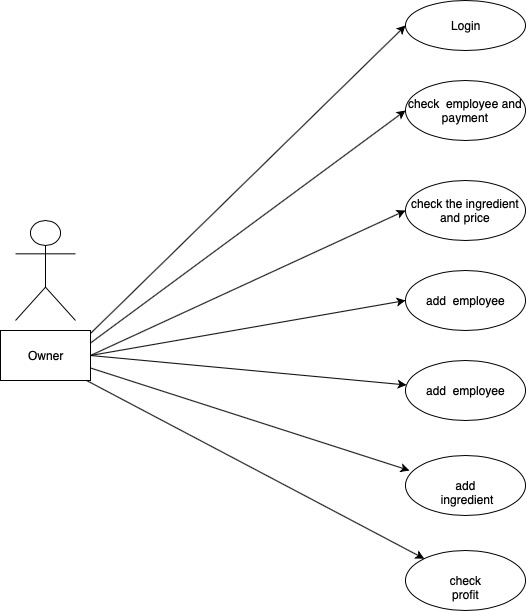 Login
check employee and
payment
check the ingredient
and price
add employee
Owner
add employee
add
ingredient
check
profit